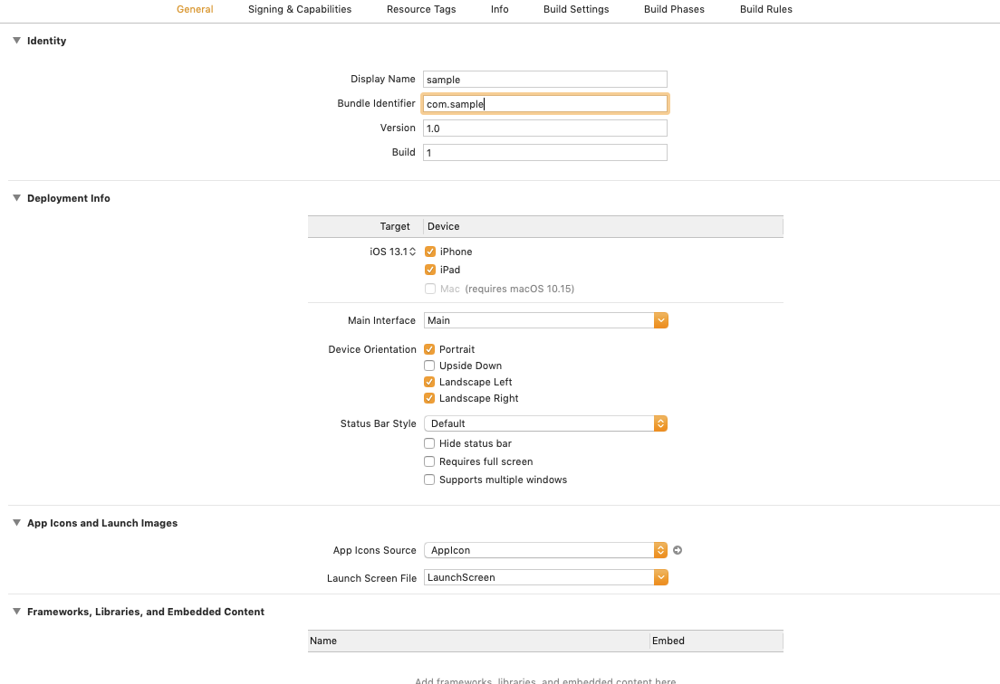 General Signing & Capabilities Resource Tags Info Build Settings Build Phases Build Rules
Identity
Display Name sample
Bundle Identifier com.sample
Version 1.0
Build 1
Deployment Info
Target Device
iOS 13.1 iPhone
iPad
Mac (requires macOS 10.15)
Main Interface Main
Device Orientation Portrait
Upside Down
Landscape Left
Landscape Right
Status Bar Style Default
Hide status bar
Requires full screen
Supports multiple windows
App Icons and Launch Images
App Icons Source AppIcon
Launch Screen File LaunchScreen
Frameworks, Libraries, and Embedded Content
Name Embed
Add frameworks, libraries, and embedded content here